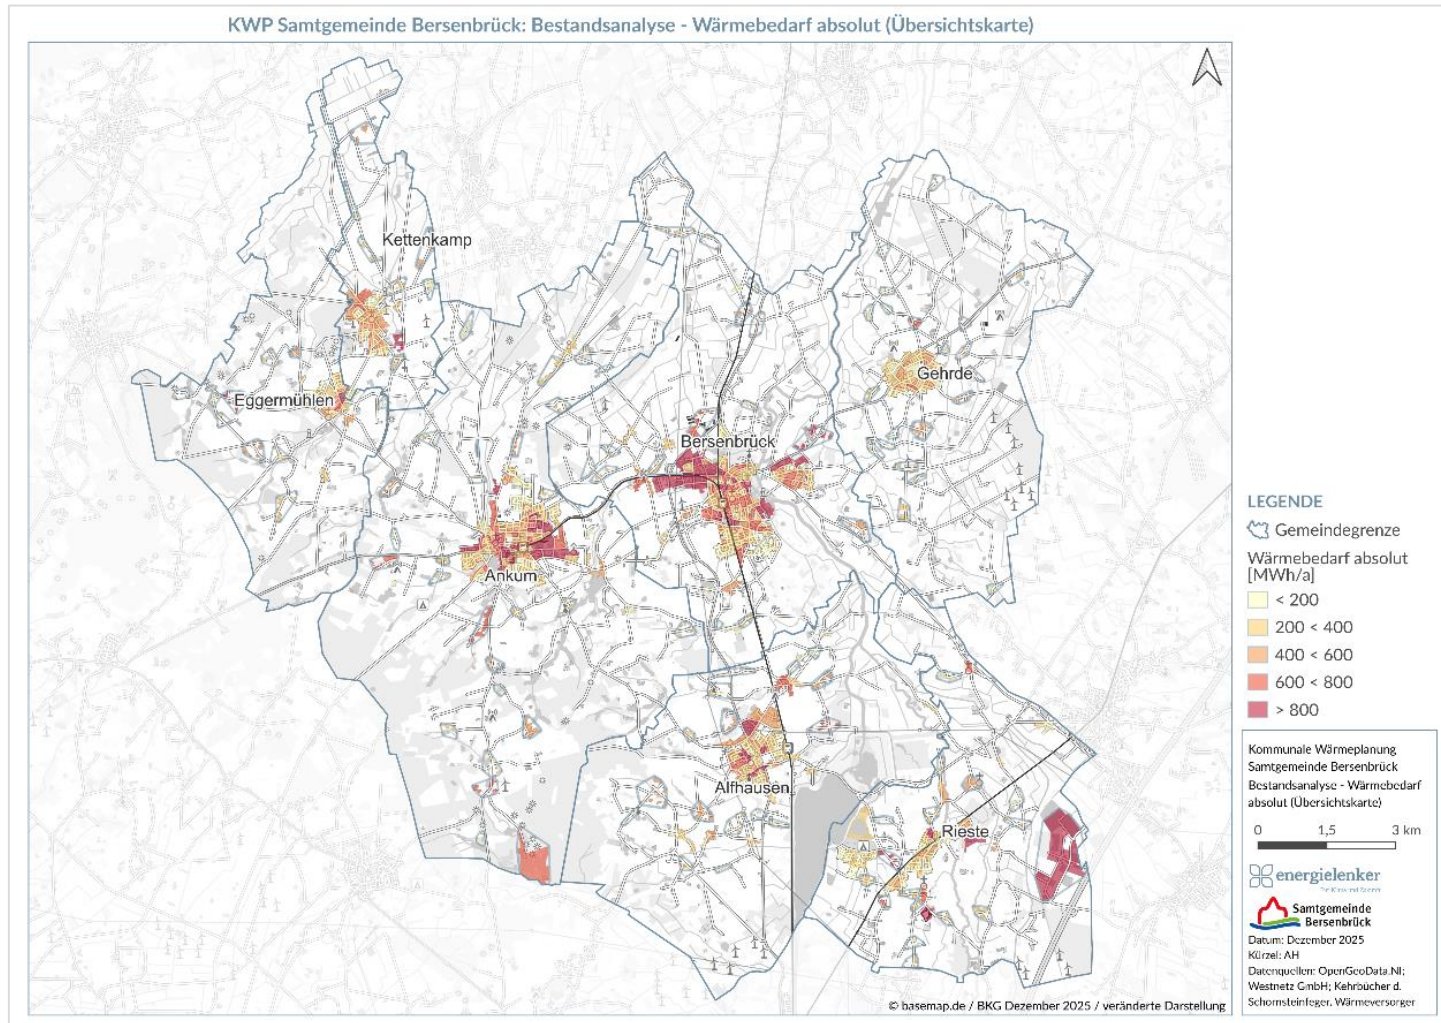 KWP Samtgemeinde Bersenbrück: Bestandsanalyse - Wärmebedarf absolut (Übersichtskarte)
Kettenkamp
Eggermühlen
Gehrde
Bersenbrück
Ankum
Alfhausen
Rieste
© basemap.de / BKG Dezember 2025 / veränderte Darstellung
LEGENDE
Gemeindegrenze
Wärmebedarf absolut
[MWh/a]
< 200
200 < 400
400 < 600
600 < 800
> 800
Kommunale Wärmeplanung
Samtgemeinde Bersenbrück
Bestandsanalyse - Wärmebedarf
absolut (Übersichtskarte)
0 1,5 3 km
energielenker
Samtgemeinde
Bersenbrück
Datum: Dezember 2025
Kürzel: AH
Datenquellen: OpenGeoData.NI;
Westnetz GmbH; Kehrbücher d.
Schornsteinfeger, Wärmeversorger